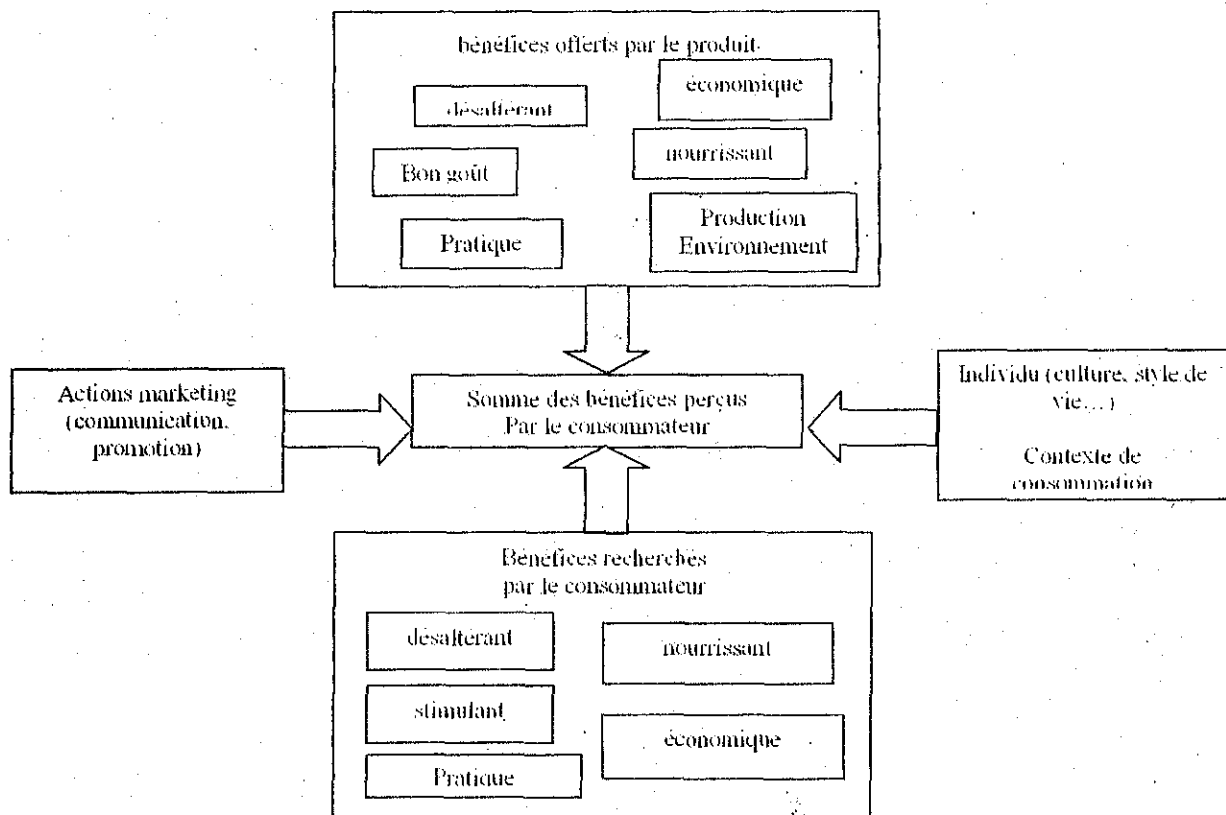 bénéfices offerts par le produit
désaltérant
économique
Bon goût
nourrissant
Pratique
Production
Environnement
Actions marketing
(communication,
promotion)
Somme des bénéfices perçus
Par le consommateur
Individu (culture, style de
vie...)
Contexte de
consommation
Bénéfices recherchés
par le consommateur
désaltérant
nourrissant
stimulant
économique
Pratique